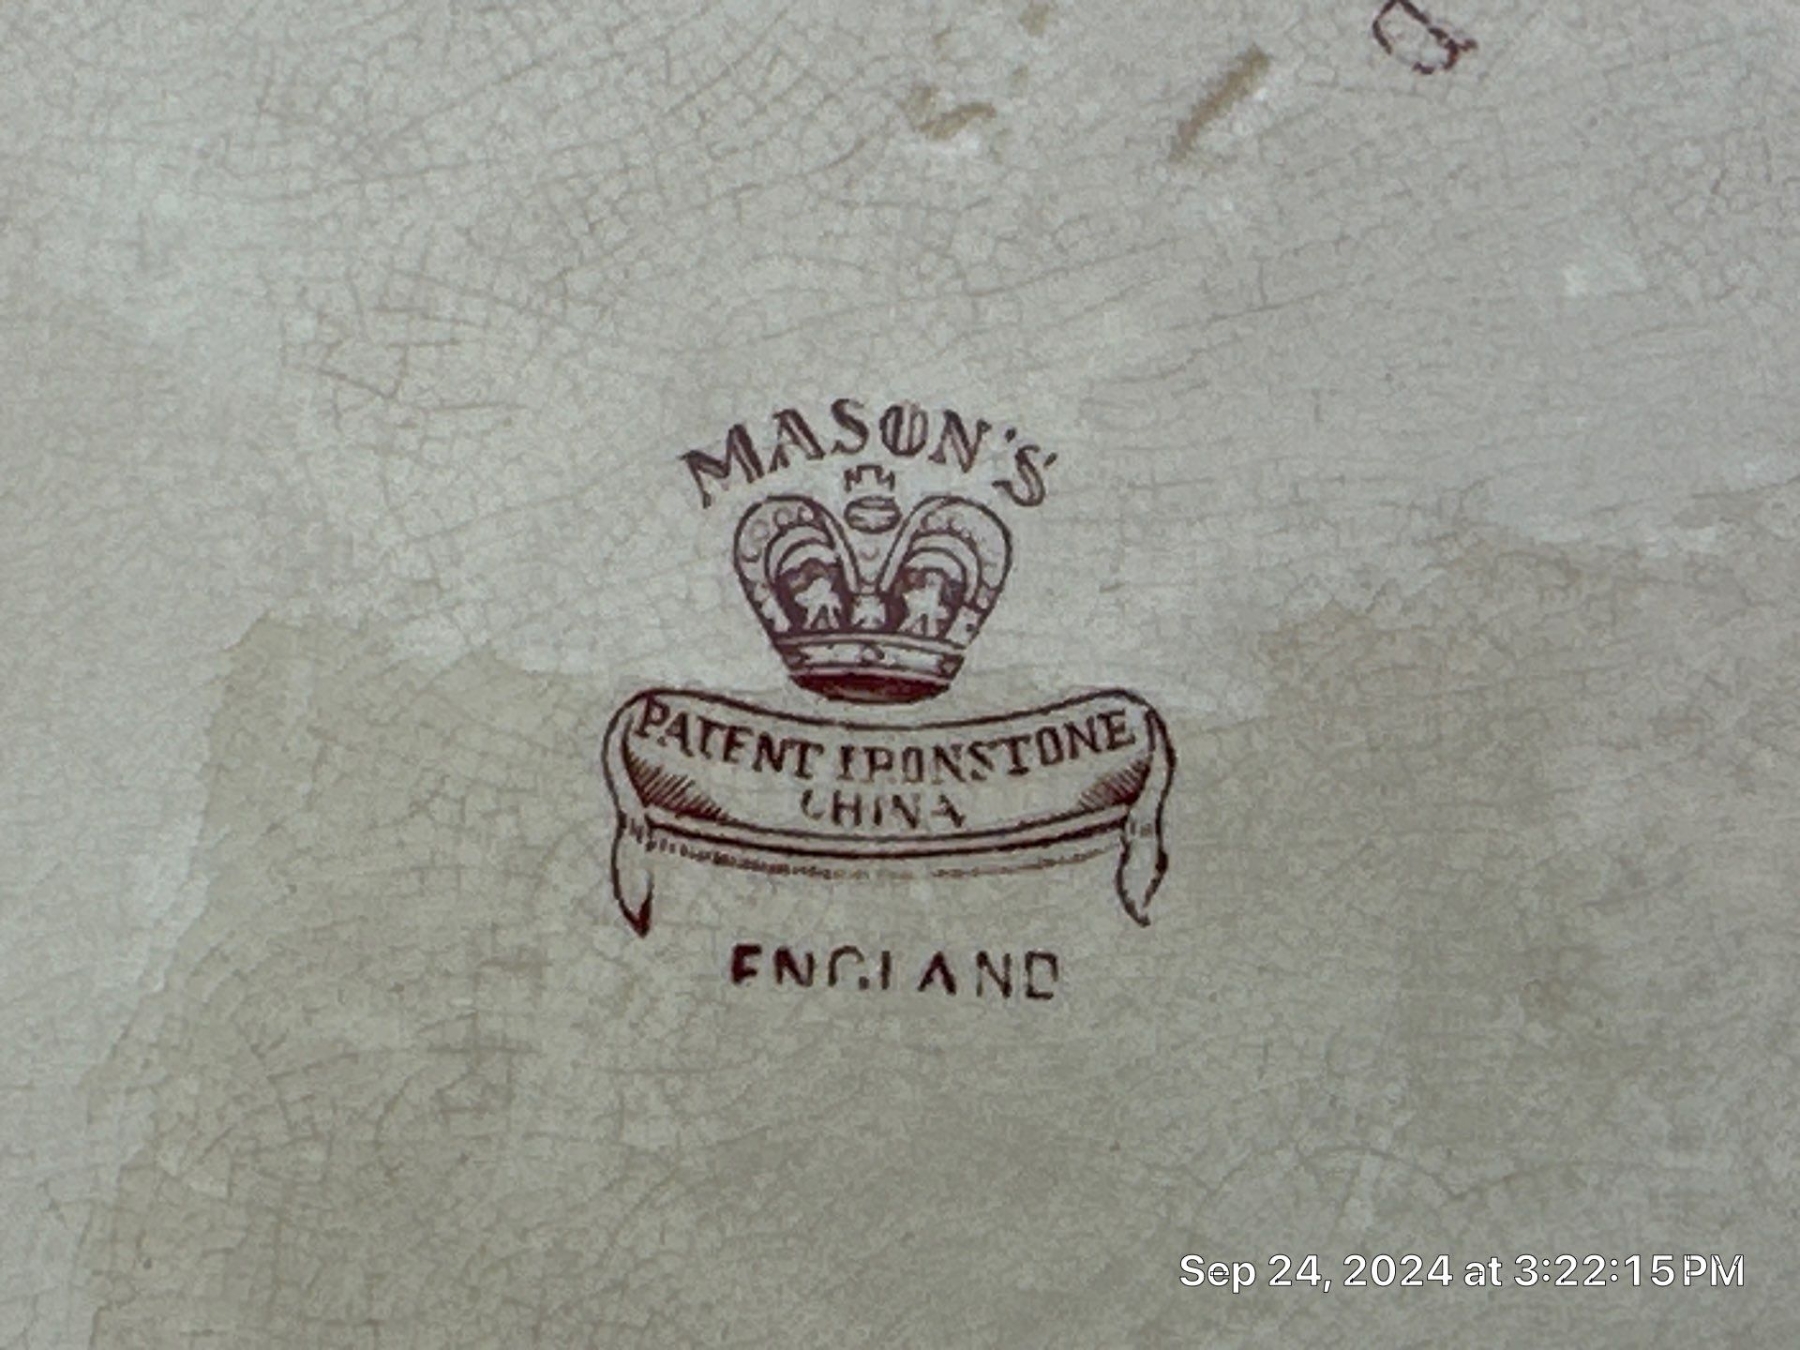 MASON'S
PATENT IRONSTONE
CHINA
ENGLAND
Sep 24, 2024 at 3:22:15 PM